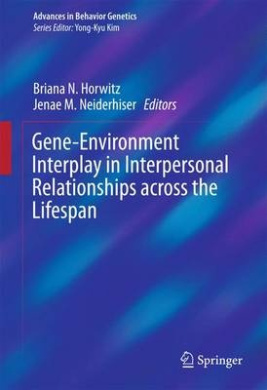 Advances in Behavior Genetics
Series Editor: Yong-Kyu Kim
Briana N. Horwitz
Jenae M. Neiderhiser Editors
Gene-Environment
Interplay in Interpersonal
Relationships across the
Lifespan
Springer